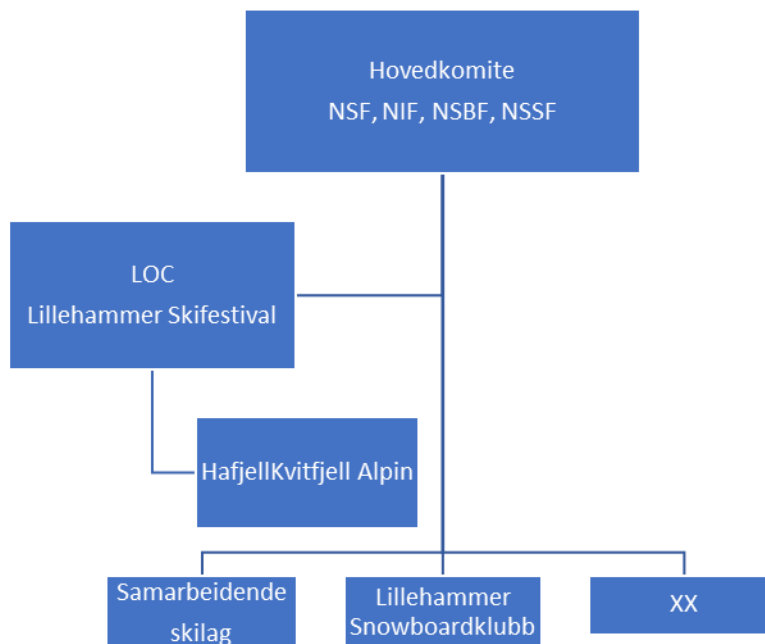 Hovedkomite
NSF, NIF, NSBF, NSSF
LOC
Lillehammer Skifestival
HafjellKvitfjell Alpin
Samarbeidende
skilag
Lillehammer
Snowboardklubb
XX